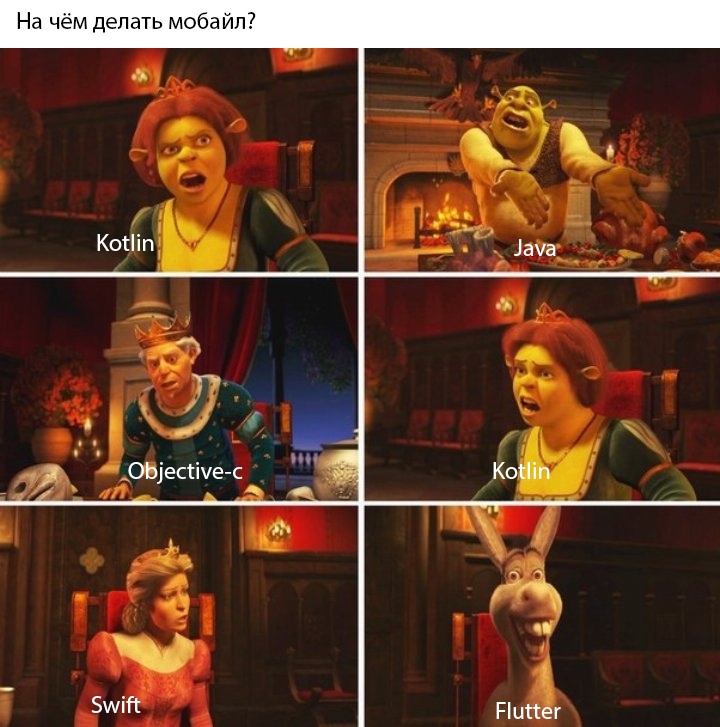 На чём делать мобайл?
Kotlin
Java
Objective-c
Kotlin
Swift
Flutter